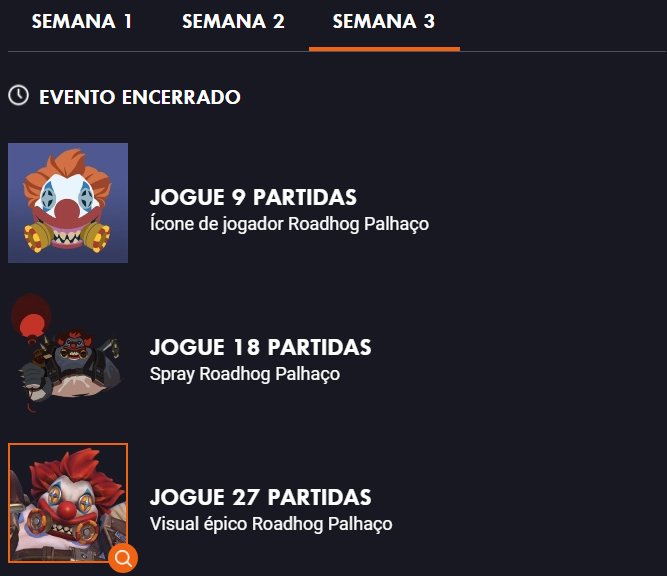 SEMANA 1 SEMANA 2 SEMANA 3
EVENTO ENCERRADO
JOGUE 9 PARTIDAS
Ícone de jogador Roadhog Palhaço
JOGUE 18 PARTIDAS
Spray Roadhog Palhaço
JOGUE 27 PARTIDAS
Visual épico Roadhog Palhaço